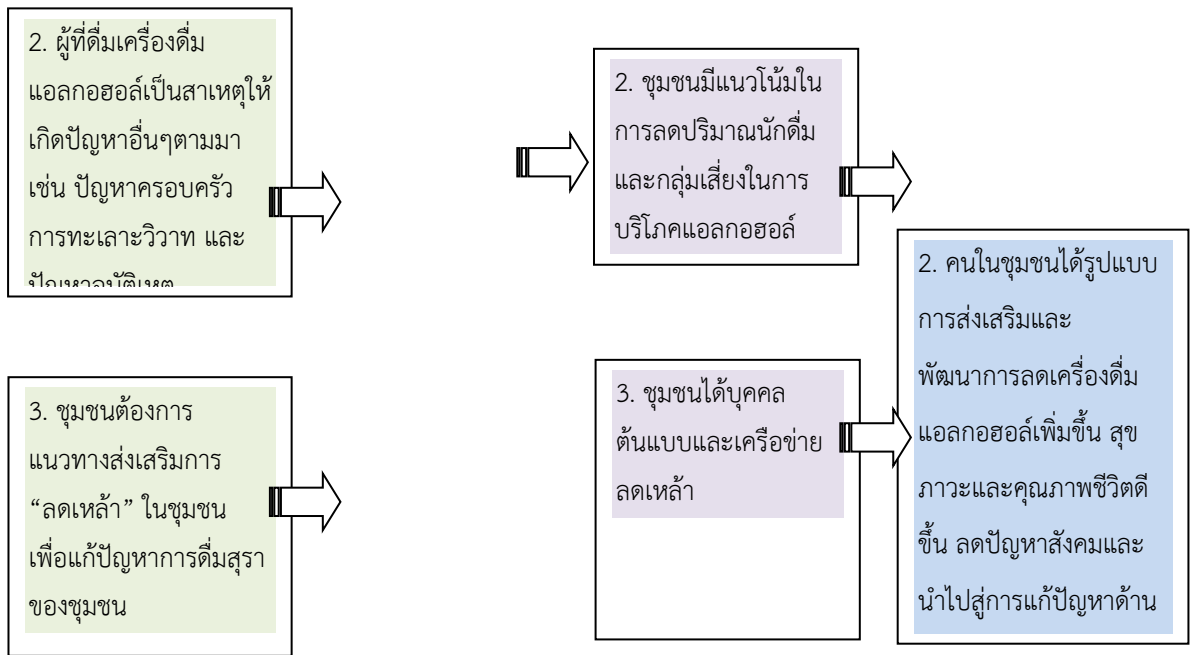 2. ผู้ที่ดื่มเครื่องดื่ม
แอลกอฮอล์เป็นสาเหตุให้
เกิดปัญหาอื่นๆตามมา
เช่น ปัญหาครอบครัว
การทะเลาะวิวาท และ
3. ชุมชนต้องการ
แนวทางส่งเสริมการ
“ลดเหล้า” ในชุมชน
เพื่อแก้ปัญหาการดื่มสุรา
ของชุมชน
2. ชุมชนมีแนวโน้มใน
การลดปริมาณนักดื่ม
และกลุ่มเสี่ยงในการ
บริโภคแอลกอฮอล์
3. ชุมชนได้บุคคล
ต้นแบบและเครือข่าย
ลดเหล้า
2. คนในชุมชนได้รูปแบบ
การส่งเสริมและ
พัฒนาการลดเครื่องดื่ม
แอลกอฮอล์เพิ่มขึ้น สุข
ภาวะและคุณภาพชีวิตดี
ขึ้น ลดปัญหาสังคมและ
นำไปสู่การแก้ปัญหาด้าน